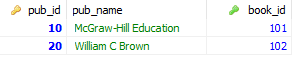 pub_id pub_name book_id
10 McGraw-Hill Education 101
20 William C Brown 102